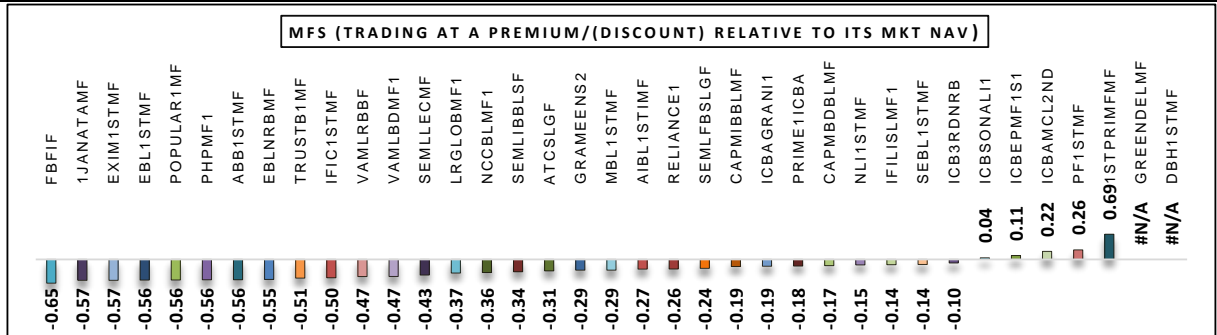 MFS (TRADING AT A PREMIUM/(DISCOUNT) RELATIVE TO ITS MKT NAV)
FBFIF
1JANATAMF
EXIM1STMF
EBL1STMF
POPULAR1MF
PHPMF1
ABB1STMF
EBLNRBMF
TRUSTB1MF
IFIC1STMF
VAMLRBBF
VAMLBDMF1
SEMLLECMF
LRGLOBMF1
NCCBLMF1
SEMLIBBLSF
ATCSLGF
GRAMEENS2
MBL1STMF
AIBL1STIMF
RELIANCE1
SEMLFBSLGF
CAPMIBBLMF
ICBAGRANI1
PRIME1ICBA
CAPMBDBLMF
NLI1STMF
IFILISLMF1
SEBL1STMF
ICB3RDNRB
ICBSONALI1
ICBEPMF1S1
ICBAMCL2ND
PF1STMF
1STPRIMFMF
GREENDELMF
DBH1STMF
-0.65
-0.57
-0.57
-0.56
-0.56
-0.56
-0.56
-0.55
-0.51
-0.50
-0.47
-0.47
-0.43
-0.37
-0.36
-0.34
-0.31
-0.29
-0.29
-0.27
-0.26
-0.24
-0.19
-0.19
-0.18
-0.17
-0.15
-0.14
-0.14
-0.10
0.04
0.11
0.22
0.26
0.69
#N/A
#N/A